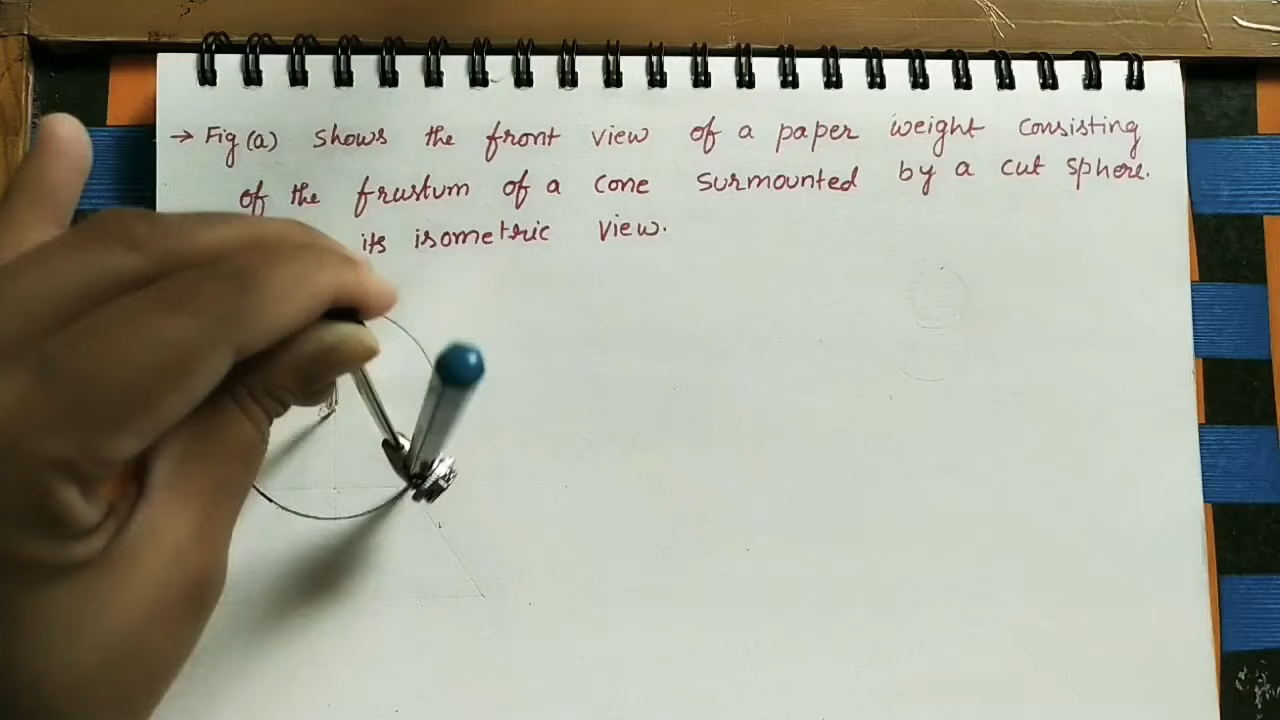 → Fig (a) shows the front view of a paper weight consisting
of the frustum of a cone surmounted by a cut sphere.
its isometric view.